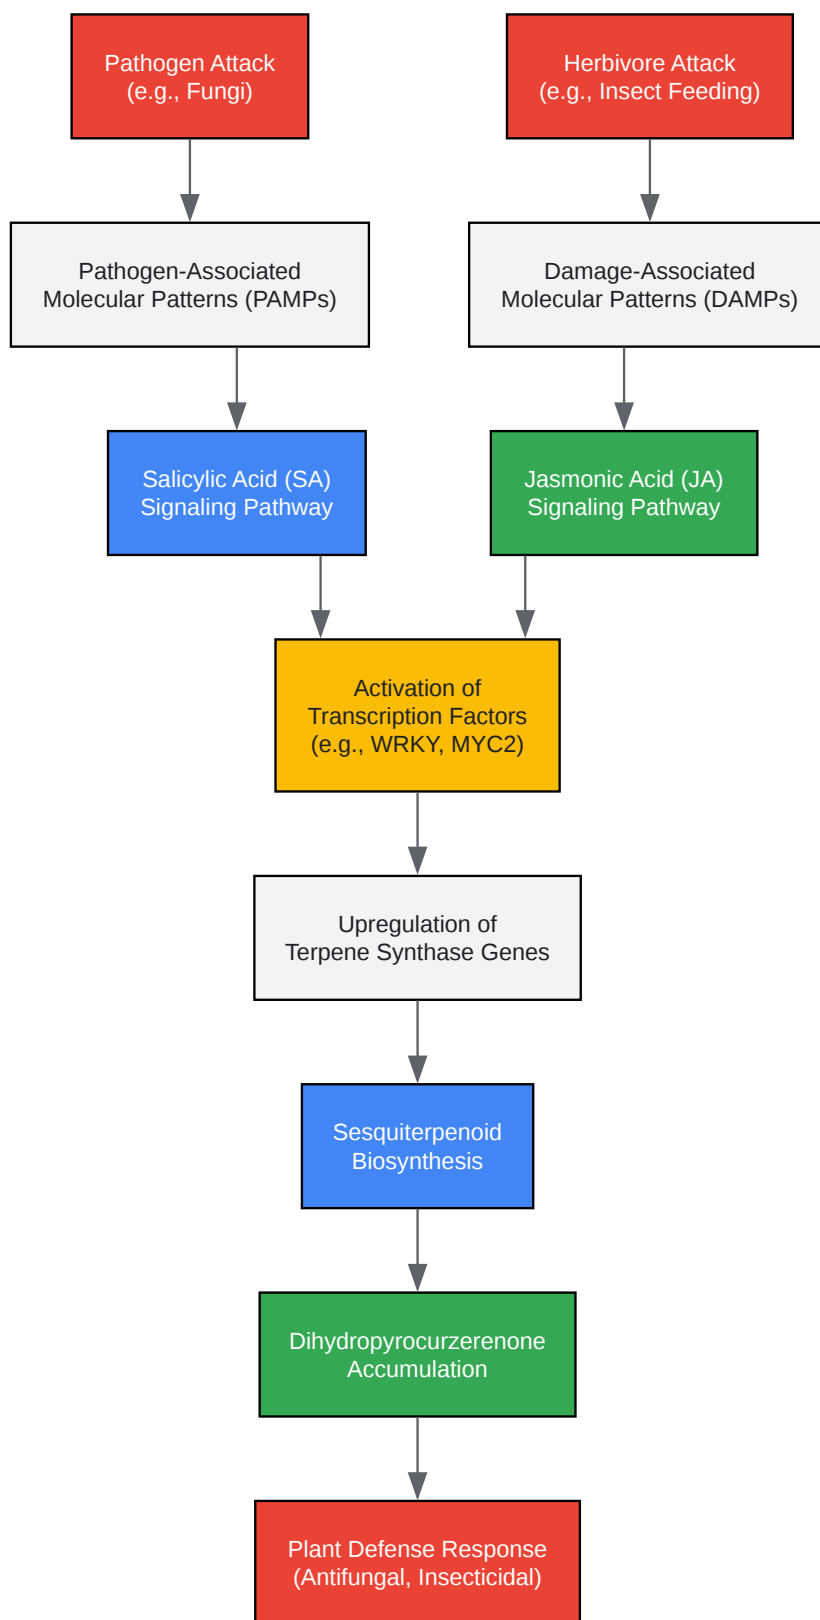 Pathogen Attack
(e.g., Fungi)
Herbivore Attack
(e.g., Insect Feeding)
Pathogen-Associated
Molecular Patterns (PAMPs)
Damage-Associated
Molecular Patterns (DAMPs)
Salicylic Acid (SA)
Signaling Pathway
Jasmonic Acid (JA)
Signaling Pathway
Activation of
Transcription Factors
(e.g., WRKY, MYC2)
Upregulation of
Terpene Synthase Genes
Sesquiterpenoid
Biosynthesis
Dihydropyrocurzerenone
Accumulation
Plant Defense Response
(Antifungal, Insecticidal)